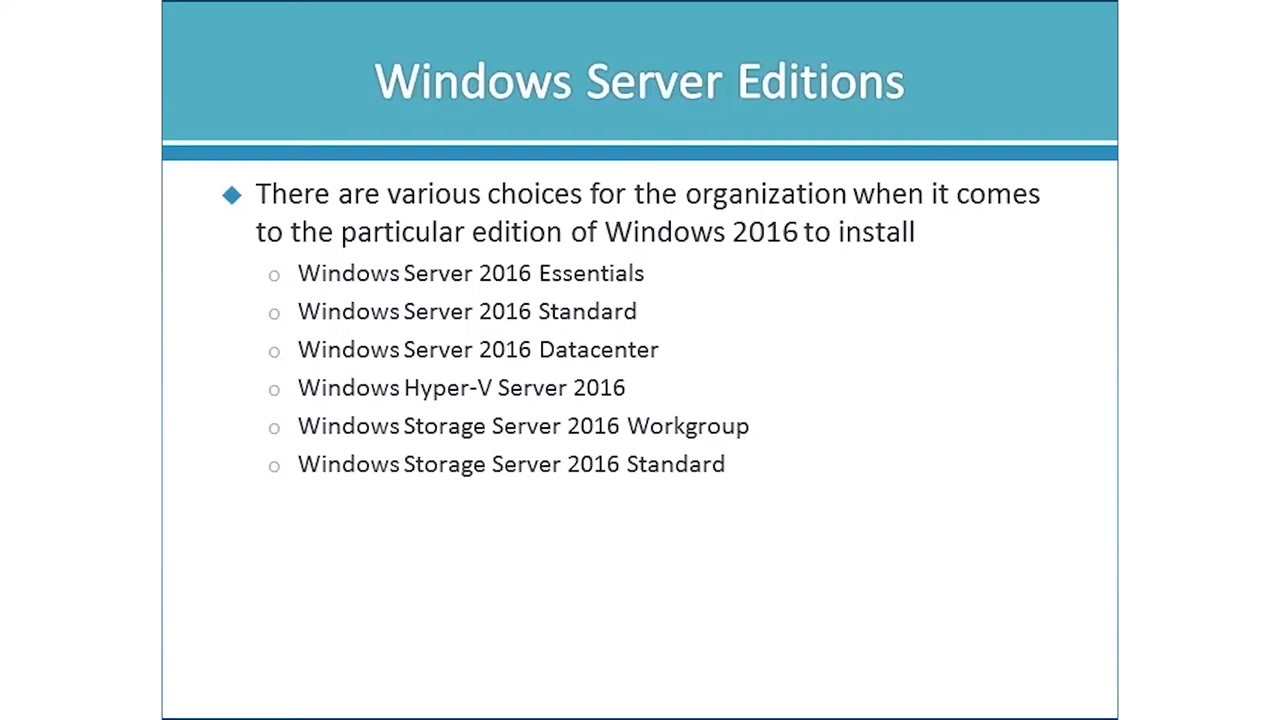 Windows Server Editions
There are various choices for the organization when it comes
to the particular edition of Windows 2016 to install
o Windows Server 2016 Essentials
o Windows Server 2016 Standard
o Windows Server 2016 Datacenter
o Windows Hyper-V Server 2016
o Windows Storage Server 2016 Workgroup
o Windows Storage Server 2016 Standard